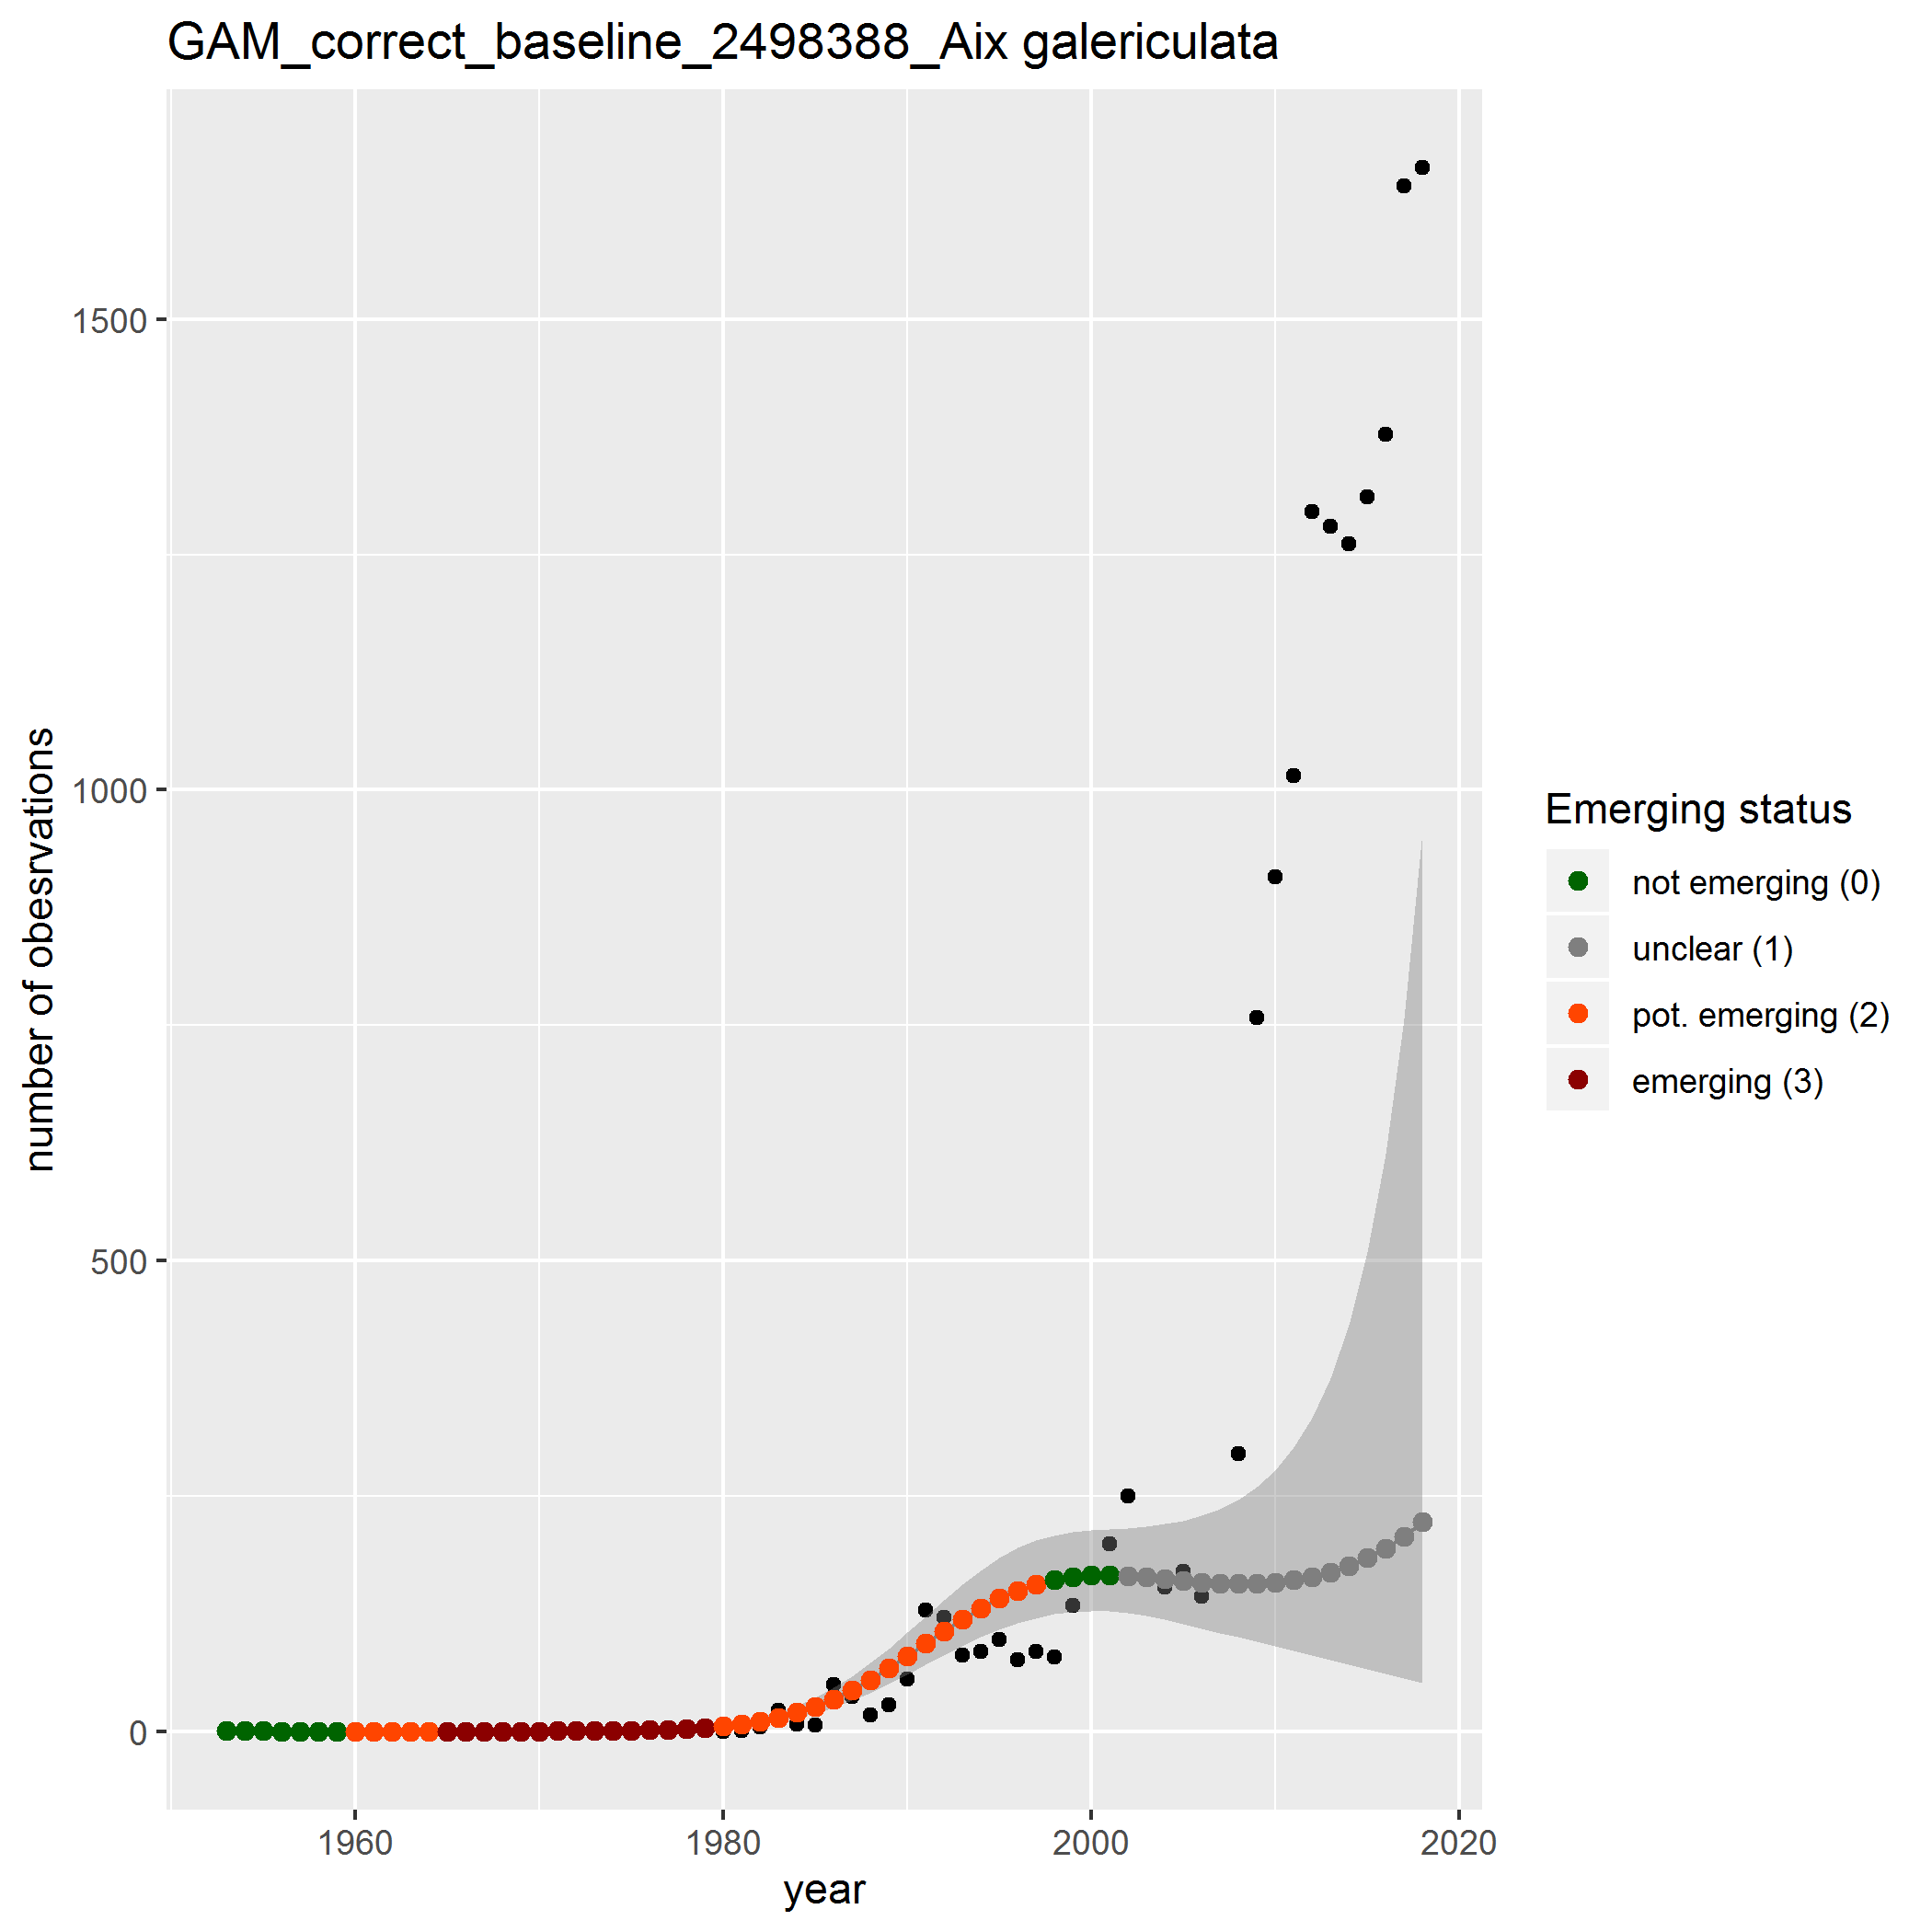 GAM_correct_baseline_2498388_Aix galericulata
number of obesrvations
1500
1000
500
0
1960
1980
2000
2020
year
Emerging status
not emerging (0)
unclear (1)
pot. emerging (2)
emerging (3)